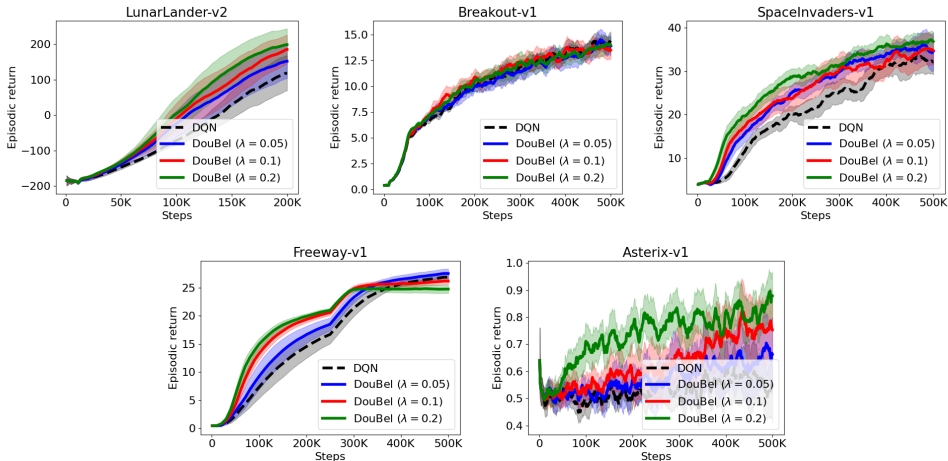 LunarLander-v2
Episodic return
200
100
0
−100
−200
DQN
DouBel (λ = 0.05)
DouBel (λ = 0.1)
DouBel (λ = 0.2)
0 50K 100K 150K 200K
Steps
Breakout-v1
Episodic return
15.0
12.5
10.0
7.5
5.0
2.5
0.0
DQN
DouBel (λ = 0.05)
DouBel (λ = 0.1)
DouBel (λ = 0.2)
0 100K 200K 300K 400K 500K
Steps
SpaceInvaders-v1
Episodic return
40
30
20
10
DQN
DouBel (λ = 0.05)
DouBel (λ = 0.1)
DouBel (λ = 0.2)
0 100K 200K 300K 400K 500K
Steps
Freeway-v1
Episodic return
25
20
15
10
5
0
DQN
DouBel (λ = 0.05)
DouBel (λ = 0.1)
DouBel (λ = 0.2)
0 100K 200K 300K 400K 500K
Steps
Asterix-v1
Episodic return
1.0
0.9
0.8
0.7
0.6
0.5
0.4
DQN
DouBel (λ = 0.05)
DouBel (λ = 0.1)
DouBel (λ = 0.2)
0 100K 200K 300K 400K 500K
Steps